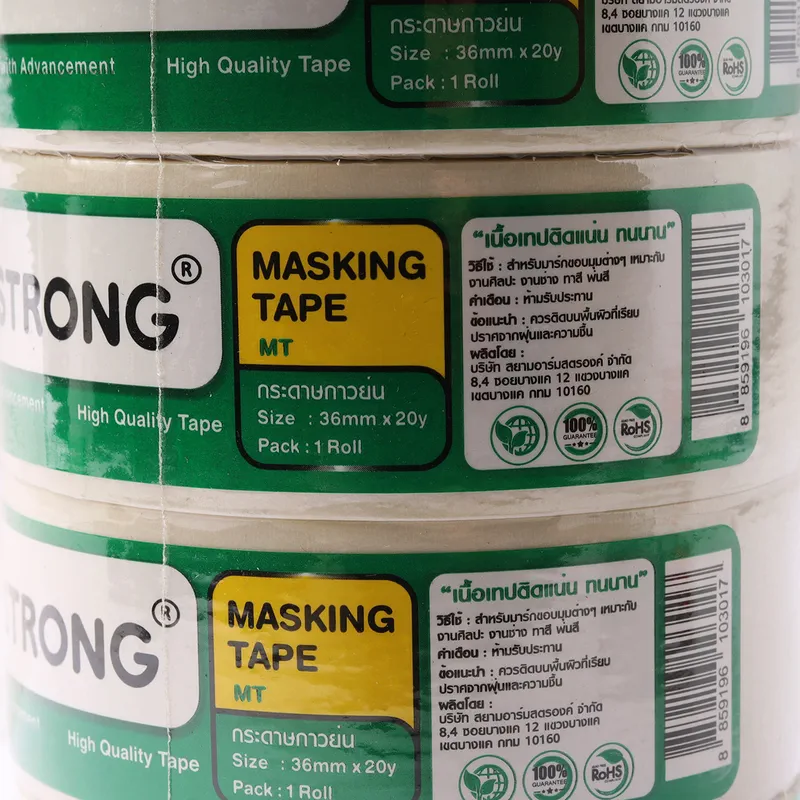 with Advancement
High Quality Tape
กระดาษกาวย่น
Size : 36mm x 20y
Pack : 1 Roll
8,4 ซอยบางแค 12 แขวงบางแค
เขตบางแค กทม 10160
100%
GUARANTEE
RoHS
STRONG®
High Quality Tape
MASKING
TAPE
MT
กระดาษกาวย่น
Size : 36mm x 20y
Pack : 1 Roll
“เนื้อเทปติดแน่น ทนนาน”
วิธีใช้ : สำหรับมาร์กขอบมุมต่างๆ เหมาะกับ
งานศิลปะ งานช่าง ทาสี พ่นสี
คำเตือน : ห้ามรับประทาน
ข้อแนะนำ : ควรติดบนพื้นผิวที่เรียบ
ปราศจากฝุ่นและความชื้น
ผลิตโดย :
บริษัท สยามอาร์มสตรองค์ จำกัด
8,4 ซอยบางแค 12 แขวงบางแค
เขตบางแค กทม 10160
100%
GUARANTEE
RoHS
8 859196 103017
TRONG®
High Quality Tape
MASKING
TAPE
MT
กระดาษกาวย่น
Size : 36mm x 20y
Pack : 1 Roll
“เนื้อเทปติดแน่น ทนนาน”
วิธีใช้ : สำหรับมาร์กขอบมุมต่างๆ เหมาะกับ
งานศิลปะ งานช่าง ทาสี พ่นสี
คำเตือน : ห้ามรับประทาน
ข้อแนะนำ : ควรติดบนพื้นผิวที่เรียบ
ปราศจากฝุ่นและความชื้น
ผลิตโดย :
บริษัท สยามอาร์มสตรองค์ จำกัด
8,4 ซอยบางแค 12 แขวงบางแค
เขตบางแค กทม 10160
100%
GUARANTEE
RoHS
8 859196 103017